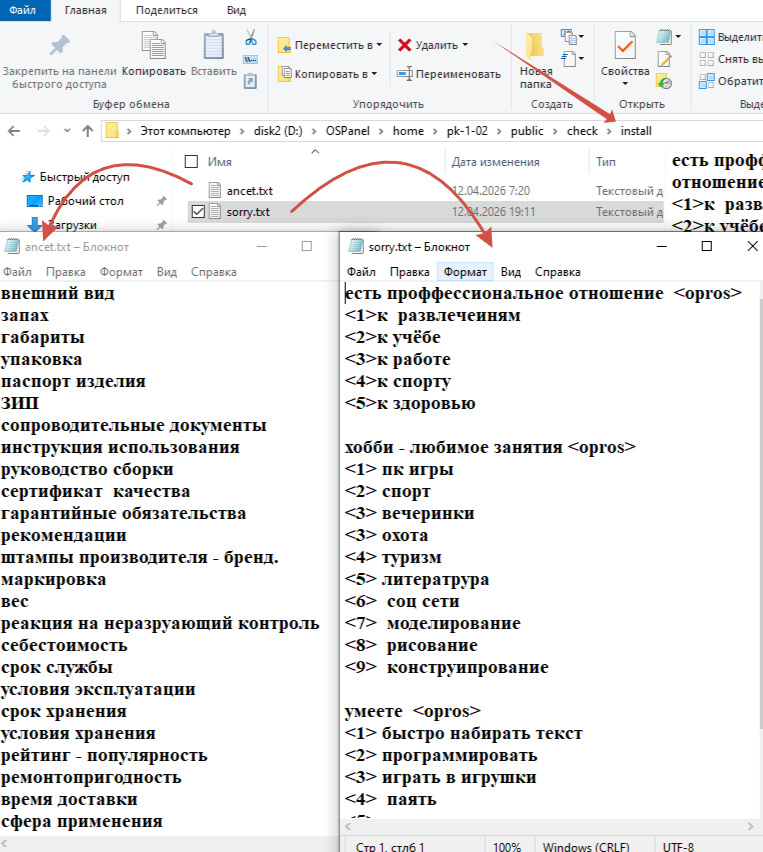 Файл Главная Поделиться Вид
Закрепить на панели быстрого доступа
Копировать
Вставить
Переместить в
Копировать в
Удалить
Переименовать
Новая папка
Свойства
Выделить
Снять вы
Обратит
Буфер обмена Упорядочить Создать Открыть Выде
Этот компьютер > disk2 (D:) > OSPanel > home > pk-1-02 > public > check > install
Быстрый доступ
Рабочий стол
Загрузки
Имя Дата изменения Тип
ancet.txt 12.04.2026 7:20 Текстовый д
sorry.txt 12.04.2026 19:11 Текстовый д
есть профф
отношение
<1>к разв
<2>к учёбе
ancet.txt – Блокнот
Файл Правка Формат Вид Справка
внешний вид
запах
габариты
упаковка
паспорт изделия
ЗИП
сопроводительные документы
инструкция использования
руководство сборки
сертификат качества
гарантийные обязательства
рекомендации
штампы производителя - бренд.
маркировка
вес
реакция на неразруающий контроль
себестоимость
срок службы
условия эксплуатации
срок хранения
условия хранения
рейтинг - популярность
ремонтопригодность
время доставки
сфера применения
sorry.txt – Блокнот
Файл Правка Формат Вид Справка
есть проффессиональное отношение <opros>
<1>к развлечеиням
<2>к учёбе
<3>к работе
<4>к спорту
<5>к здоровью
хобби - любимое занятия <opros>
<1> пк игры
<2> спорт
<3> вечеринки
<3> охота
<4> туризм
<5> литератрура
<6> соц сети
<7> моделирование
<8> рисование
<9> конструипрование
умеете <opros>
<1> быстро набирать текст
<2> программировать
<3> играть в игрушки
<4> паять
Стр 1, стлб 1 100% Windows (CRLF) UTF-8